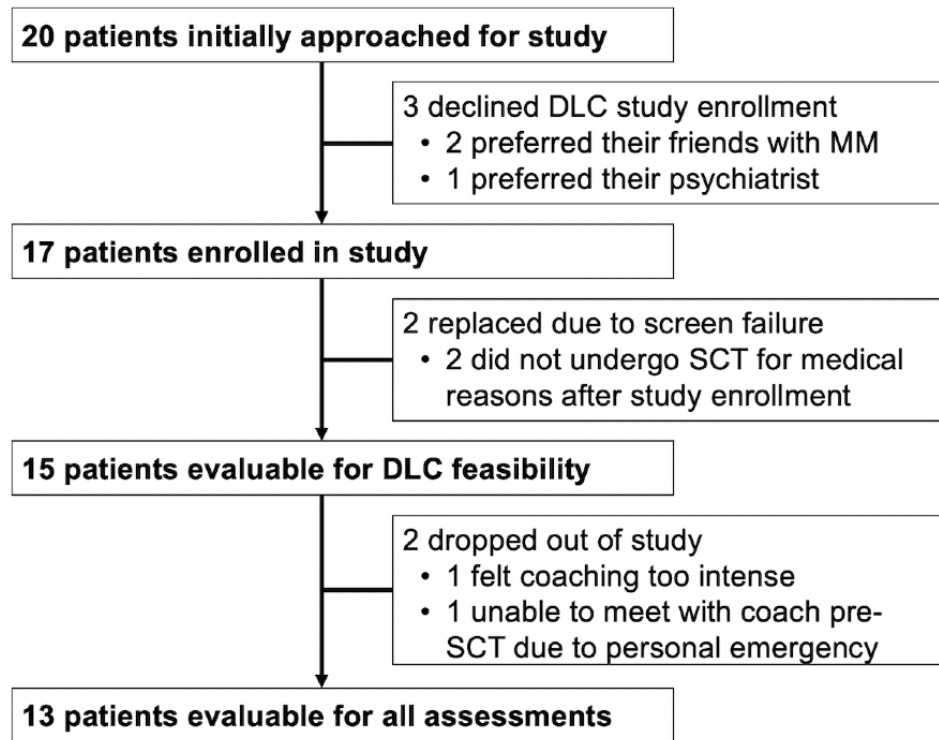 20 patients initially approached for study
3 declined DLC study enrollment
• 2 preferred their friends with MM
• 1 preferred their psychiatrist
17 patients enrolled in study
2 replaced due to screen failure
• 2 did not undergo SCT for medical
reasons after study enrollment
15 patients evaluable for DLC feasibility
2 dropped out of study
• 1 felt coaching too intense
• 1 unable to meet with coach pre-
SCT due to personal emergency
13 patients evaluable for all assessments